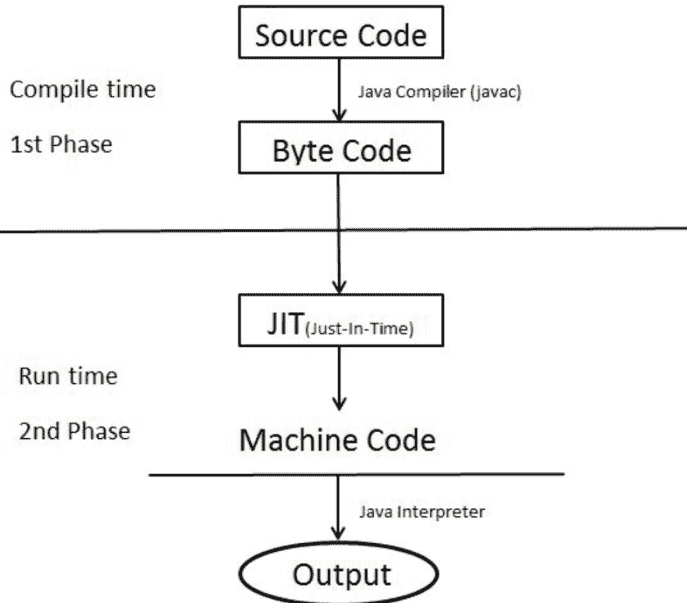 Source Code
Compile time
Java Compiler (javac)
1st Phase
Byte Code
JIT(Just-In-Time)
Run time
2nd Phase
Machine Code
Java Interpreter
Output